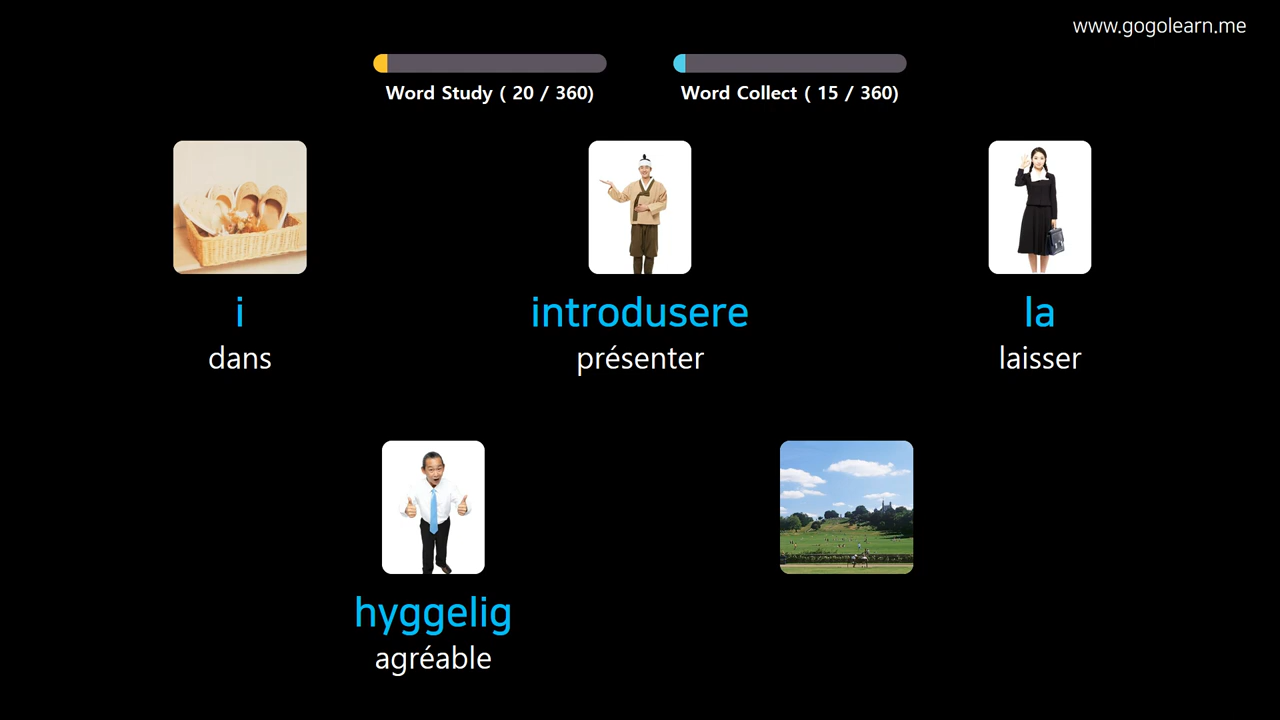 www.gogolearn.me
Word Study ( 20 / 360)
Word Collect ( 15 / 360)
i
dans
introdusere
présenter
la
laisser
hyggelig
agréable